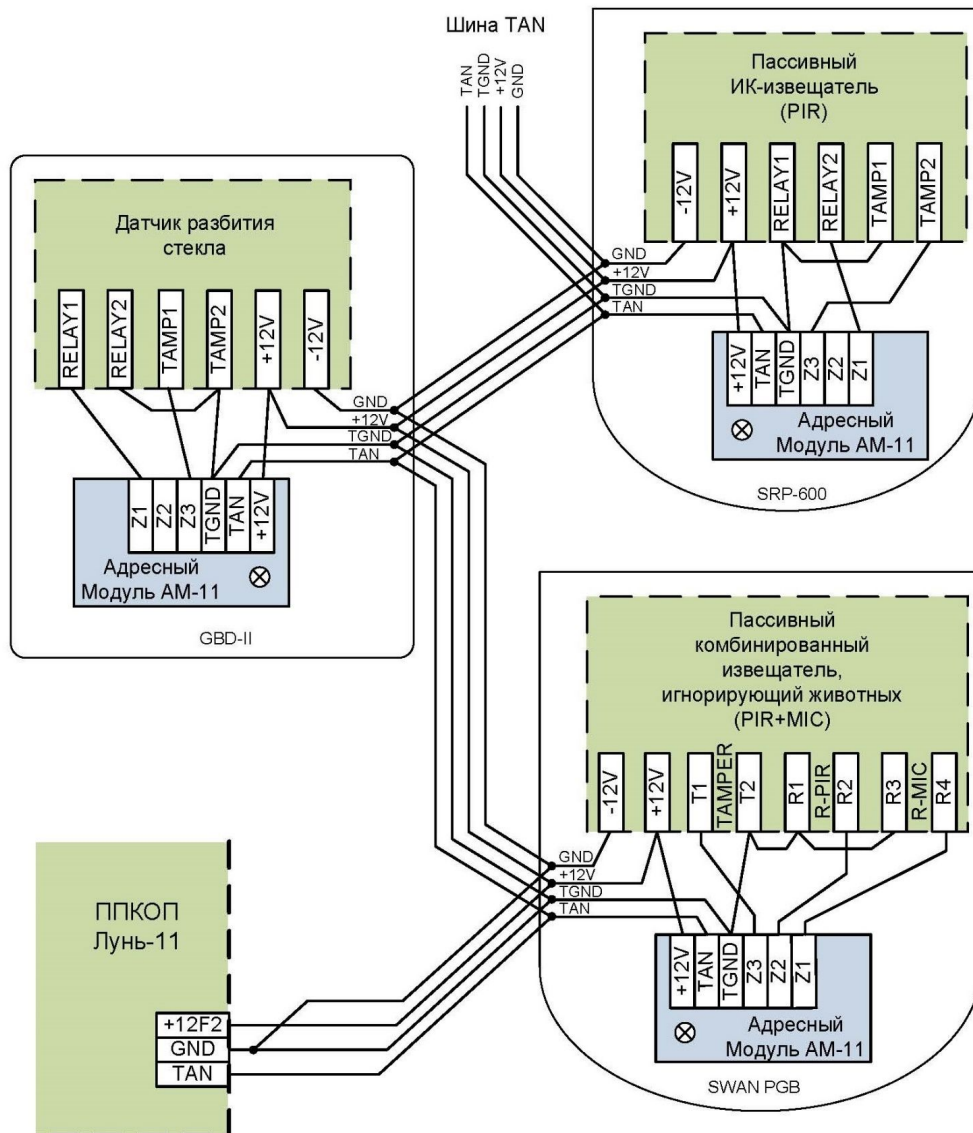 Шина TAN
TAN
TGND
+12V
GND
Пассивный
ИК-извещатель
(PIR)
-12V
+12V
RELAY1
RELAY2
TAMP1
TAMP2
GND
+12V
TGND
TAN
+12V
TAN
TGND
Z3
Z2
Z1
Адресный
Модуль АМ-11
SRP-600
Датчик разбития
стекла
RELAY1
RELAY2
TAMP1
TAMP2
+12V
-12V
GND
+12V
TGND
TAN
Z1
Z2
Z3
TGND
TAN
+12V
Адресный
Модуль АМ-11
GBD-II
Пассивный
комбинированный
извещатель,
игнорирующий животных
(PIR+MIC)
-12V
+12V
T1
TAMPER
T2
R1
R-PIR
R2
R3
R-MIC
R4
GND
+12V
TGND
TAN
+12V
TAN
TGND
Z3
Z2
Z1
Адресный
Модуль АМ-11
SWAN PGB
ППКОП
Лунь-11
+12F2
GND
TAN